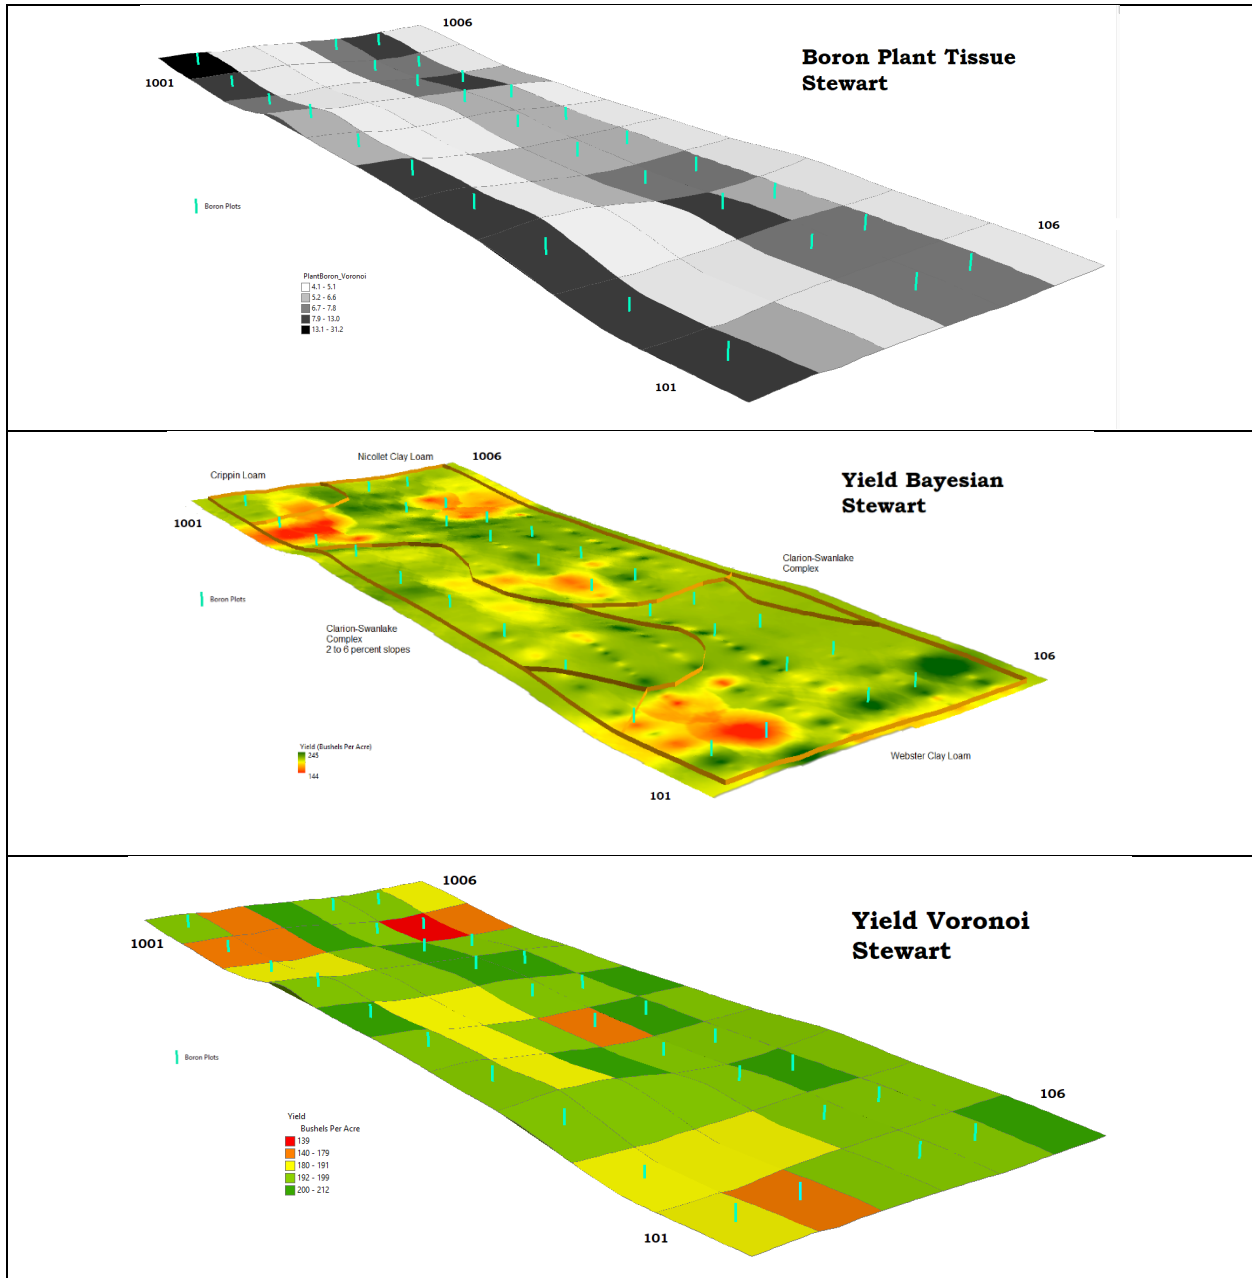 1006
Boron Plant Tissue
Stewart
1001
Boron Plots
106
PlantBoron_Voronoi
4.1 - 5.1
5.2 - 6.6
6.7 - 7.8
7.9 - 13.0
13.1 - 31.2
101
Nicollet Clay Loam
1006
Crippin Loam
Yield Bayesian
Stewart
1001
Clarion-Swanlake
Complex
Boron Plots
Clarion-Swanlake
Complex
2 to 6 percent slopes
106
Yield (Bushels Per Acre)
245
144
Webster Clay Loam
101
1006
Yield Voronoi
Stewart
1001
Boron Plots
106
Yield
Bushels Per Acre
139
140 - 179
180 - 191
192 - 199
200 - 212
101